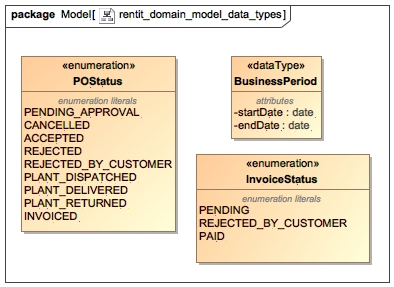 package Model[ rentit_domain_model_data_types]
«enumeration»
POStatus
enumeration literals
PENDING_APPROVAL
CANCELLED
ACCEPTED
REJECTED
REJECTED_BY_CUSTOMER
PLANT_DISPATCHED
PLANT_DELIVERED
PLANT_RETURNED
INVOICED
«dataType»
BusinessPeriod
attributes
-startDate : date
-endDate : date
«enumeration»
InvoiceStatus
enumeration literals
PENDING
REJECTED_BY_CUSTOMER
PAID